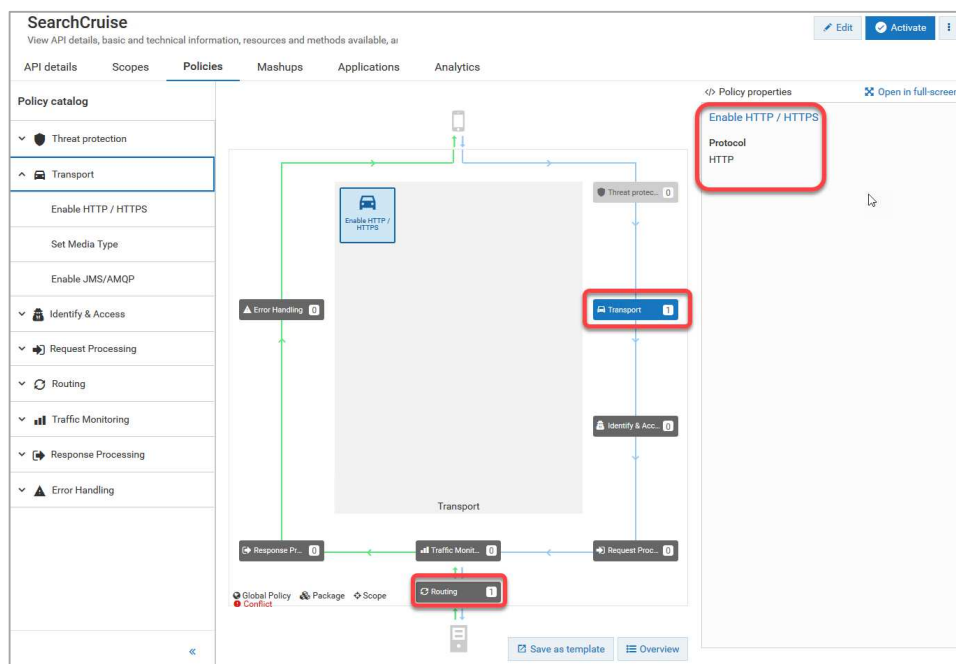 SearchCruise
View API details, basic and technical information, resources and methods available, a
Edit
Activate
API details
Scopes
Policies
Mashups
Applications
Analytics
Policy catalog
Threat protection
Transport
Enable HTTP / HTTPS
Set Media Type
Enable JMS/AMQP
Identify & Access
Request Processing
Routing
Traffic Monitoring
Response Processing
Error Handling
«
Enable HTTP /
HTTPS
Transport
Threat protec... 0
Transport 1
Identify & Acc... 0
Request Proc... 0
Traffic Monit... 0
Response Pr... 0
Error Handling 0
Routing 1
Global Policy Package Scope
Conflict
Save as template
Overview
</> Policy properties
Open in full-screen
Enable HTTP / HTTPS
Protocol
HTTP